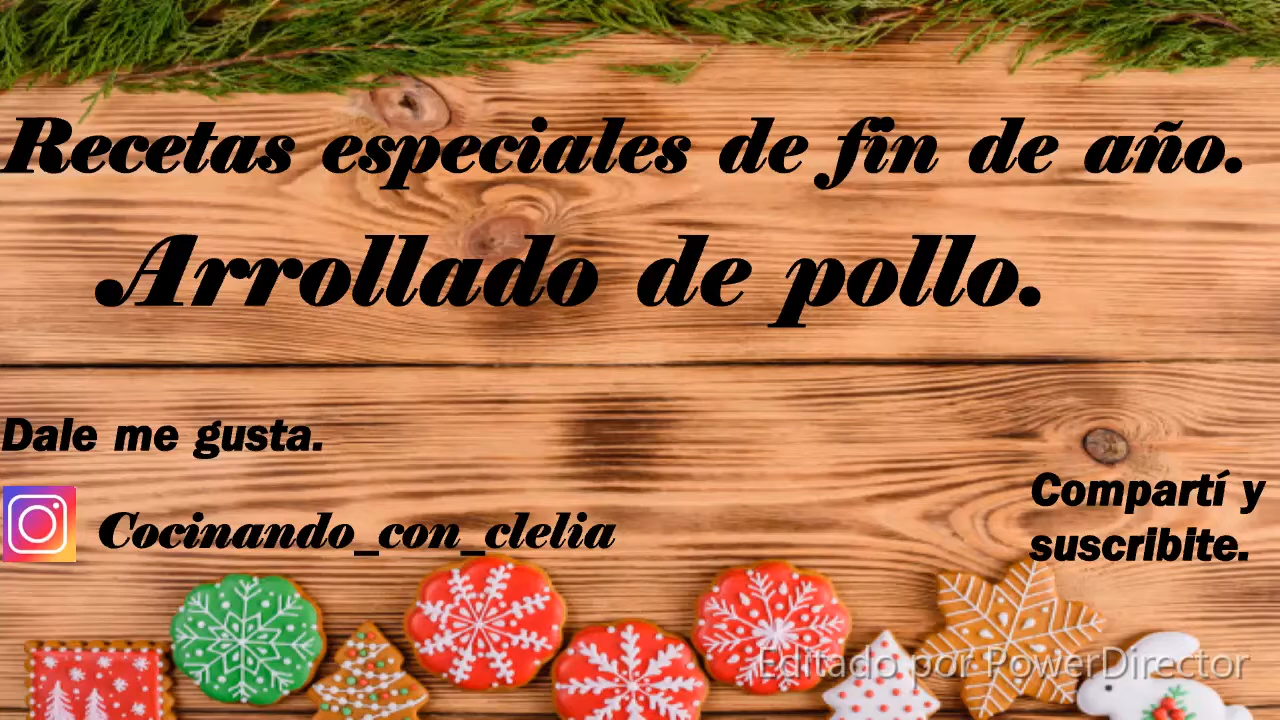 Recetas especiales de fin de año.
Arrollado de pollo.
Dale me gusta.
Cocinando_con_clelia
Compartí y
suscribite.
Editado por PowerDirector